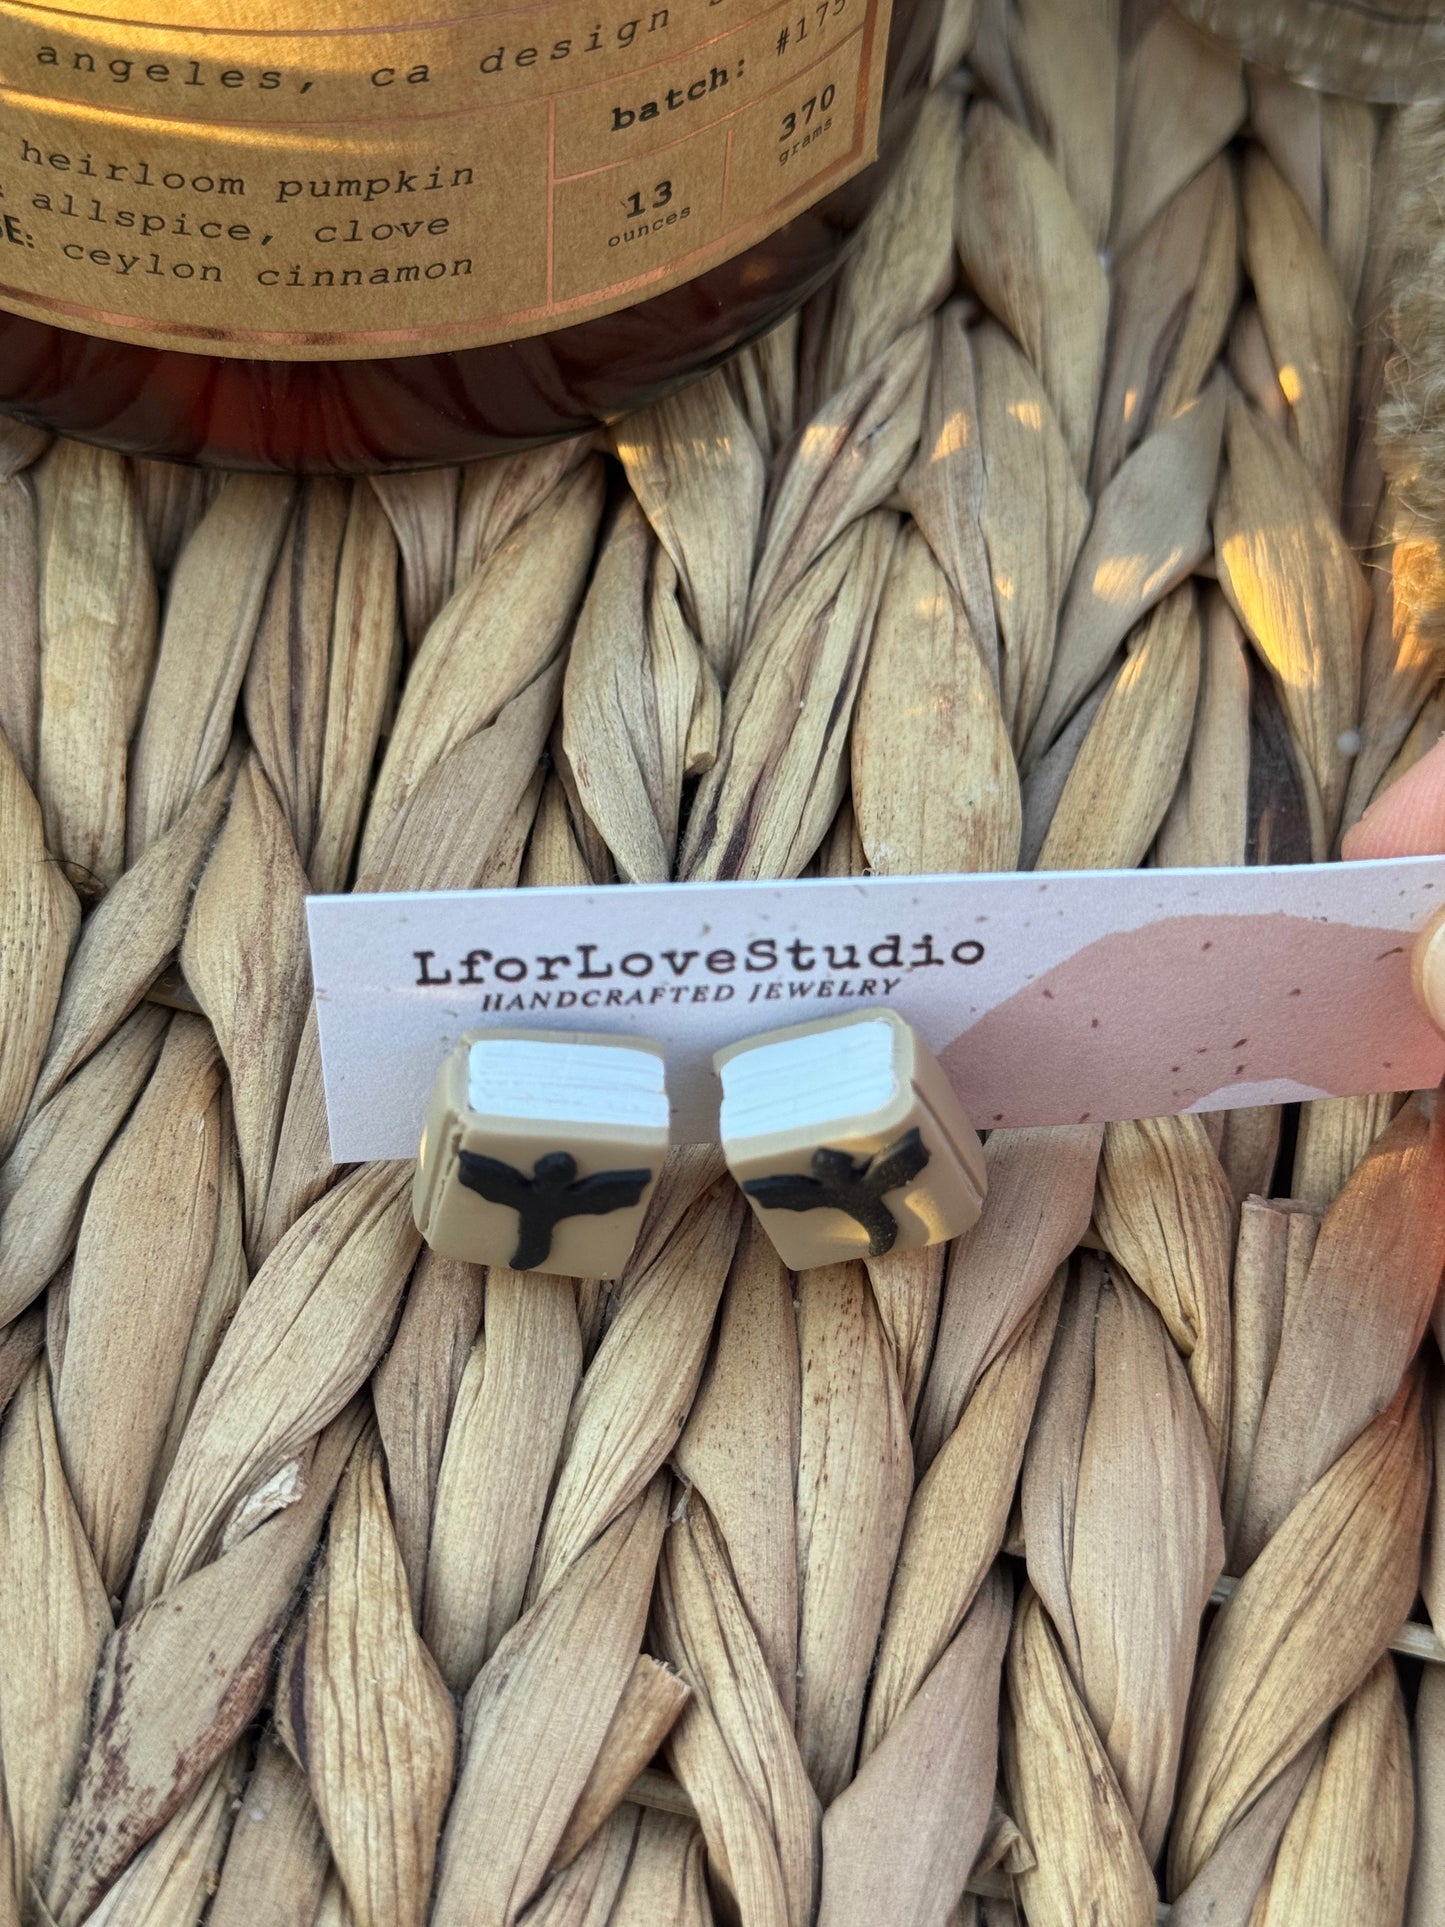 angeles, ca design
batch: #175
370
grams
13
ounces
heirloom pumpkin
allspice, clove
ceylon cinnamon
LforLoveStudio
HANDCRAFTED JEWELRY